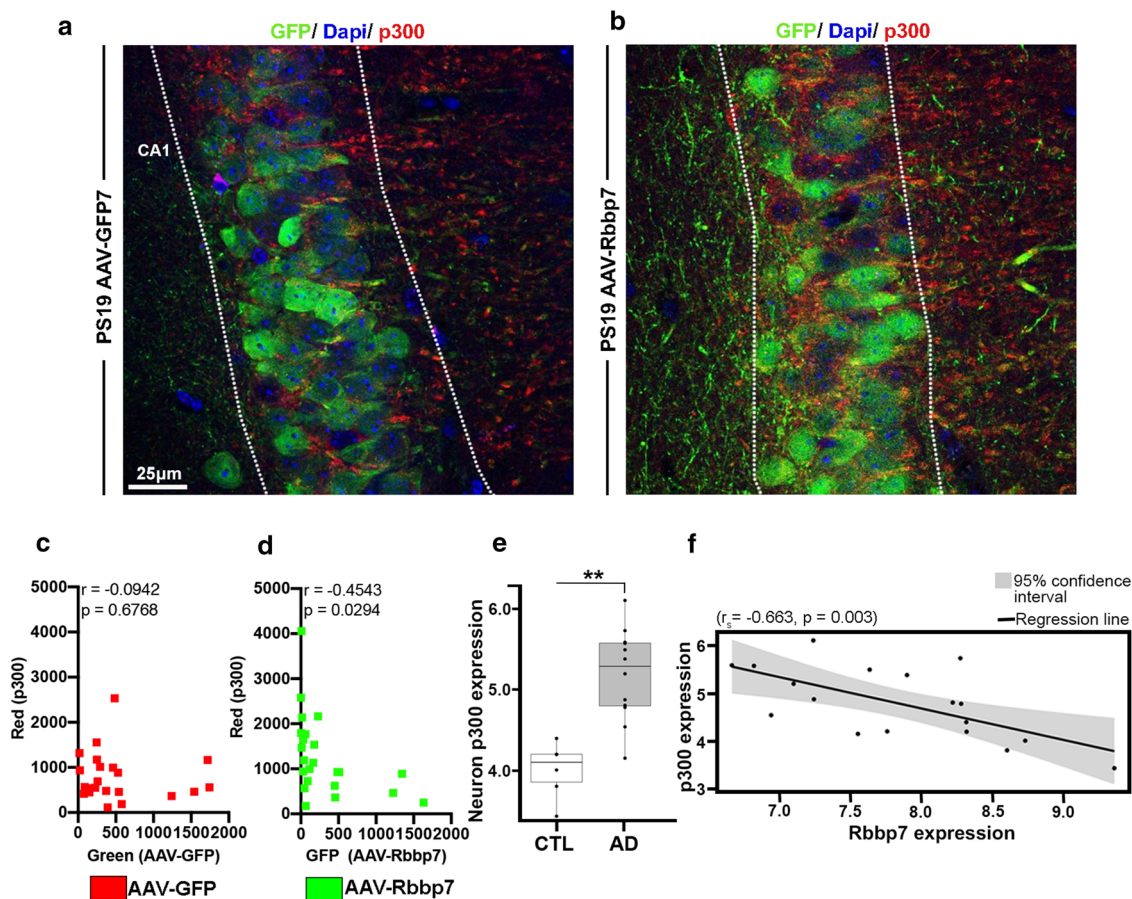 a
GFP/ Dapi/ p300
b
GFP/ Dapi/ p300
PS19 AAV-GFP7
CA1
25µm
PS19 AAV-Rbbp7
c
r = -0.0942
p = 0.6768
Red (p300)
5000
4000
3000
2000
1000
0
0
500
1000
1500
2000
Green (AAV-GFP)
AAV-GFP
d
r = -0.4543
p = 0.0294
Red (p300)
5000
4000
3000
2000
1000
0
0
500
1000
1500
2000
GFP (AAV-Rbbp7)
AAV-Rbbp7
e
**
Neuron p300 expression
6.0
5.0
4.0
CTL
AD
f
95% confidence
interval
Regression line
(rs= -0.663, p = 0.003)
p300 expression
6
5
4
3
7.0
7.5
8.0
8.5
9.0
Rbbp7 expression